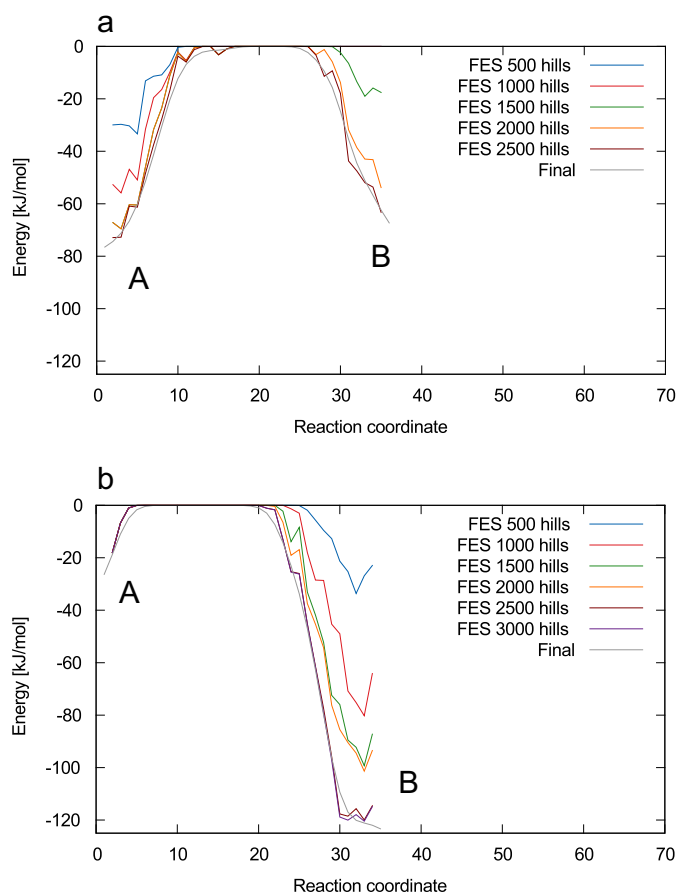 a
0
-20
-40
-60
-80
-100
-120
Energy [kJ/mol]
FES 500 hills
FES 1000 hills
FES 1500 hills
FES 2000 hills
FES 2500 hills
Final
A
B
0 10 20 30 40 50 60 70
Reaction coordinate
b
0
-20
-40
-60
-80
-100
-120
Energy [kJ/mol]
FES 500 hills
FES 1000 hills
FES 1500 hills
FES 2000 hills
FES 2500 hills
FES 3000 hills
Final
A
B
0 10 20 30 40 50 60 70
Reaction coordinate